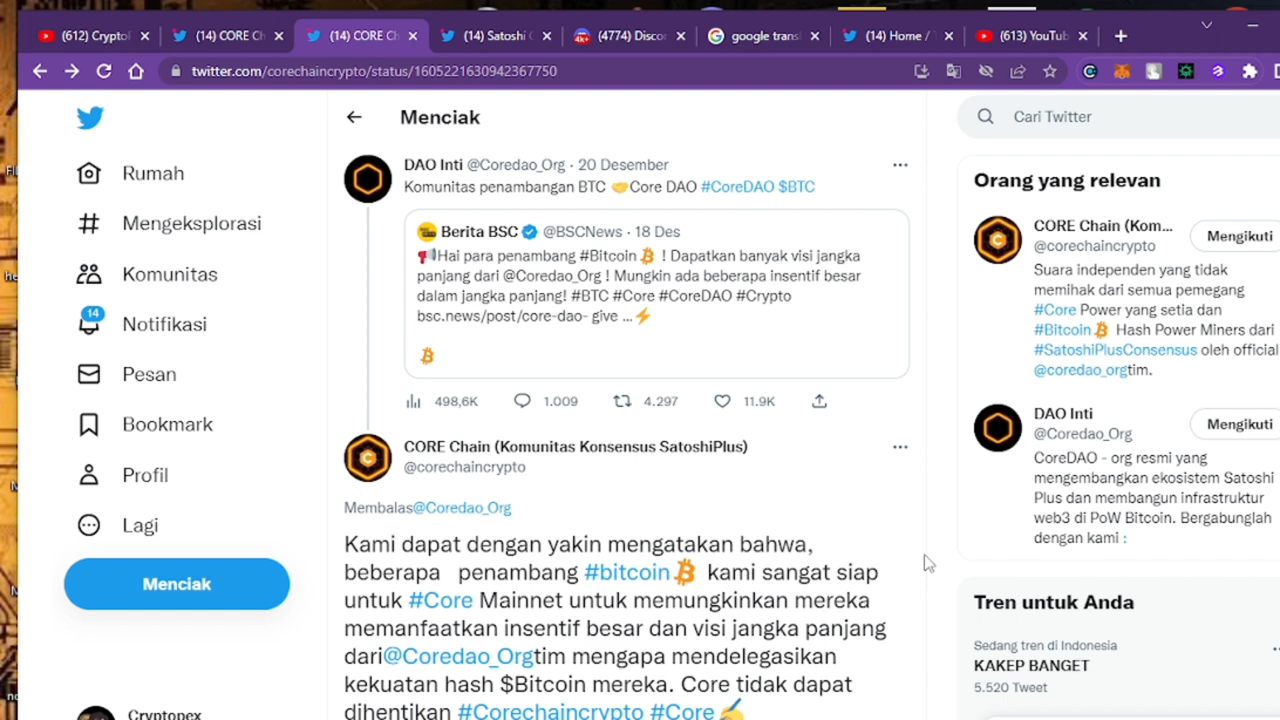 (612) Cryptol
(14) CORE Ch
(14) CORE Ch
(14) Satoshi
(4774) Discor
google trans
(14) Home / 
(613) YouTub
twitter.com/corechaincrypto/status/1605221630942367750
Rumah
Mengeksplorasi
Komunitas
14
Notifikasi
Pesan
Bookmark
Profil
Lagi
Menciak
Cryptopex
Menciak
DAO Inti @Coredao_Org · 20 Desember
Komunitas penambangan BTC 🤝Core DAO #CoreDAO $BTC
Berita BSC @BSCNews · 18 Des
📢Hai para penambang #Bitcoin ! Dapatkan banyak visi jangka
panjang dari @Coredao_Org ! Mungkin ada beberapa insentif besar
dalam jangka panjang! #BTC #Core #CoreDAO #Crypto
bsc.news/post/core-dao- give ...⚡
498,6K 1.009 4.297 11.9K
CORE Chain (Komunitas Konsensus SatoshiPlus)
@corechaincrypto
Membalas@Coredao_Org
Kami dapat dengan yakin mengatakan bahwa,
beberapa penambang #bitcoin kami sangat siap
untuk #Core Mainnet untuk memungkinkan mereka
memanfaatkan insentif besar dan visi jangka panjang
dari@Coredao_Orgtim mengapa mendelegasikan
kekuatan hash $Bitcoin mereka. Core tidak dapat
dihentikan #Corechaincrypto #Core✍
Cari Twitter
Orang yang relevan
CORE Chain (Kom...
@corechaincrypto
Mengikuti
Suara independen yang tidak
memihak dari semua pemegang
#Core Power yang setia dan
#Bitcoin Hash Power Miners dari
#SatoshiPlusConsensus oleh official
@coredao_orgtim.
DAO Inti
@Coredao_Org
Mengikuti
CoreDAO - org resmi yang
mengembangkan ekosistem Satoshi
Plus dan membangun infrastruktur
web3 di PoW Bitcoin. Bergabunglah
dengan kami :
Tren untuk Anda
Sedang tren di Indonesia
KAKEP BANGET
5.520 Tweet